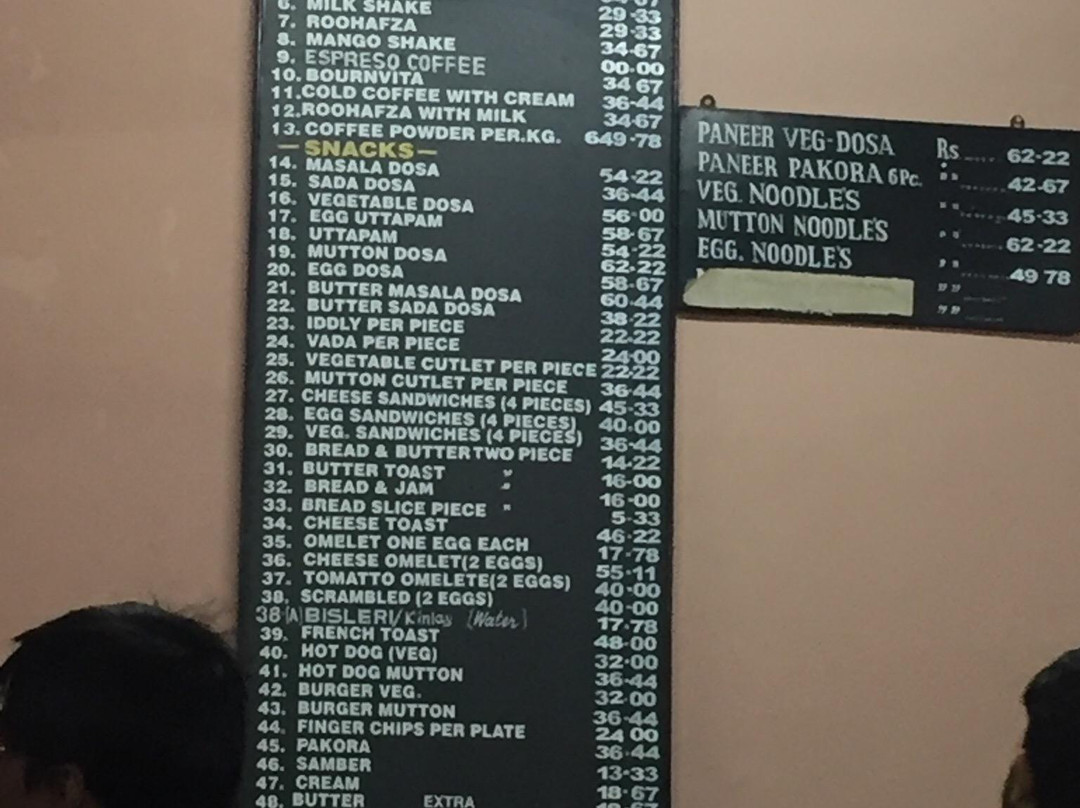 6. MILK SHAKE 29-33
7. ROOHAFZA 29-33
8. MANGO SHAKE 34-67
9. ESPRESO COFFEE 00-00
10. BOURNVITA 34 67
11. COLD COFFEE WITH CREAM 36-44
12. ROOHAFZA WITH MILK 34-67
13. COFFEE POWDER PER.KG. 649-78
— SNACKS —
14. MASALA DOSA 54-22
15. SADA DOSA 36-44
16. VEGETABLE DOSA 56-00
17. EGG UTTAPAM 58-67
18. UTTAPAM 54-22
19. MUTTON DOSA 62-22
20. EGG DOSA 58-67
21. BUTTER MASALA DOSA 60-44
22. BUTTER SADA DOSA 38-22
23. IDDLY PER PIECE 22-22
24. VADA PER PIECE 24-00
25. VEGETABLE CUTLET PER PIECE 22-22
26. MUTTON CUTLET PER PIECE 36-44
27. CHEESE SANDWICHES (4 PIECES) 45-33
28. EGG SANDWICHES (4 PIECES) 40-00
29. VEG. SANDWICHES (4 PIECES) 36-44
30. BREAD & BUTTER TWO PIECE 14-22
31. BUTTER TOAST " 16-00
32. BREAD & JAM " 16-00
33. BREAD SLICE PIECE " 5-33
34. CHEESE TOAST 46-22
35. OMELET ONE EGG EACH 17-78
36. CHEESE OMELET(2 EGGS) 55-11
37. TOMATTO OMELETE(2 EGGS) 40-00
38. SCRAMBLED (2 EGGS) 40-00
38(A) BISLERI/Kinlay (Water) 17-78
39. FRENCH TOAST 48-00
40. HOT DOG (VEG) 32-00
41. HOT DOG MUTTON 36-44
42. BURGER VEG. 32 00
43. BURGER MUTTON 36-44
44. FINGER CHIPS PER PLATE 24 00
45. PAKORA 36-44
46. SAMBER 13-33
47. CREAM 18-67
48. BUTTER EXTRA
PANEER VEG-DOSA Rs..... 62-22
PANEER PAKORA 6Pc. " " ...... 42-67
VEG. NOODLE'S " " ...... 45-33
MUTTON NOODLE'S " " ...... 62-22
EGG. NOODLE'S " " ...... 49 78
" "
" "